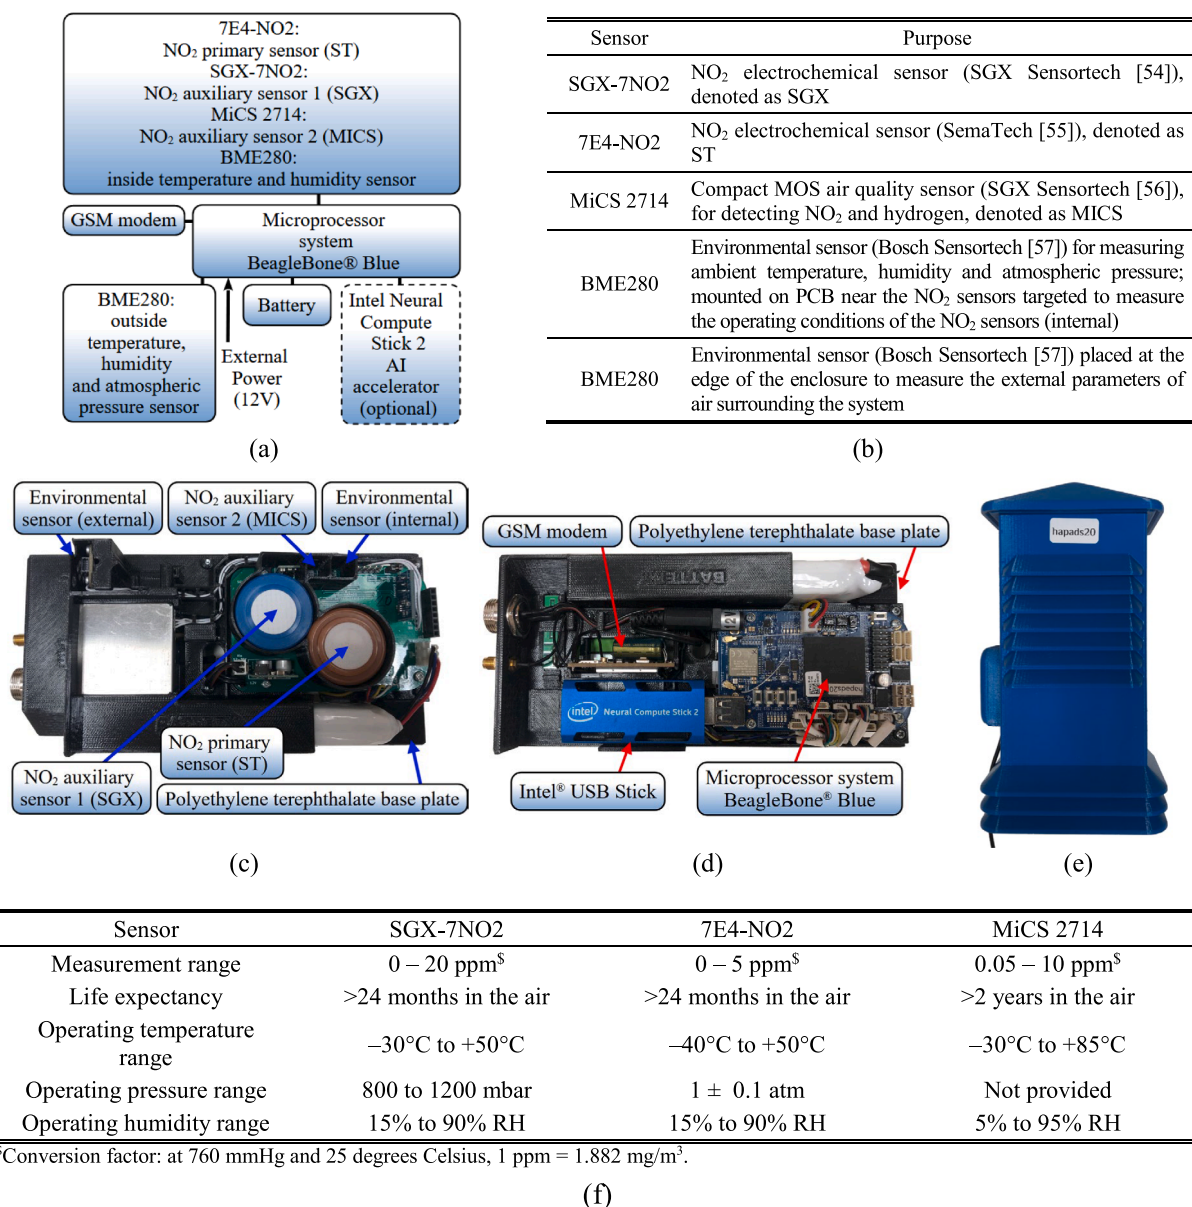 7E4-NO2:
NO₂ primary sensor (ST)
SGX-7NO2:
NO₂ auxiliary sensor 1 (SGX)
MiCS 2714:
NO₂ auxiliary sensor 2 (MICS)
BME280:
inside temperature and humidity sensor
GSM modem
Microprocessor
system
BeagleBone® Blue
BME280:
outside
temperature,
humidity
and atmospheric
pressure sensor
External
Power
(12V)
Battery
Intel Neural
Compute
Stick 2
AI
accelerator
(optional)
(a)
Sensor Purpose
SGX-7NO2 NO₂ electrochemical sensor (SGX Sensortech [54]),
denoted as SGX
7E4-NO2 NO₂ electrochemical sensor (SemaTech [55]), denoted as
ST
MiCS 2714 Compact MOS air quality sensor (SGX Sensortech [56]),
for detecting NO₂ and hydrogen, denoted as MICS
BME280 Environmental sensor (Bosch Sensortech [57]) for measuring
ambient temperature, humidity and atmospheric pressure;
mounted on PCB near the NO₂ sensors targeted to measure
the operating conditions of the NO₂ sensors (internal)
BME280 Environmental sensor (Bosch Sensortech [57]) placed at the
edge of the enclosure to measure the external parameters of
air surrounding the system
(b)
Environmental
sensor (external)
NO₂ auxiliary
sensor 2 (MICS)
Environmental
sensor (internal)
NO₂ auxiliary
sensor 1 (SGX)
NO₂ primary
sensor (ST)
Polyethylene terephthalate base plate
(c)
GSM modem
Polyethylene terephthalate base plate
BATTERY
12V
hapads20
intel Neural Compute Stick 2
Intel® USB Stick
Microprocessor system
BeagleBone® Blue
(d)
hapads20
(e)
Sensor SGX-7NO2 7E4-NO2 MiCS 2714
Measurement range 0 – 20 ppm$ 0 – 5 ppm$ 0.05 – 10 ppm$
Life expectancy >24 months in the air >24 months in the air >2 years in the air
Operating temperature
range –30°C to +50°C –40°C to +50°C –30°C to +85°C
Operating pressure range 800 to 1200 mbar 1 ± 0.1 atm Not provided
Operating humidity range 15% to 90% RH 15% to 90% RH 5% to 95% RH
$Conversion factor: at 760 mmHg and 25 degrees Celsius, 1 ppm = 1.882 mg/m³.
(f)